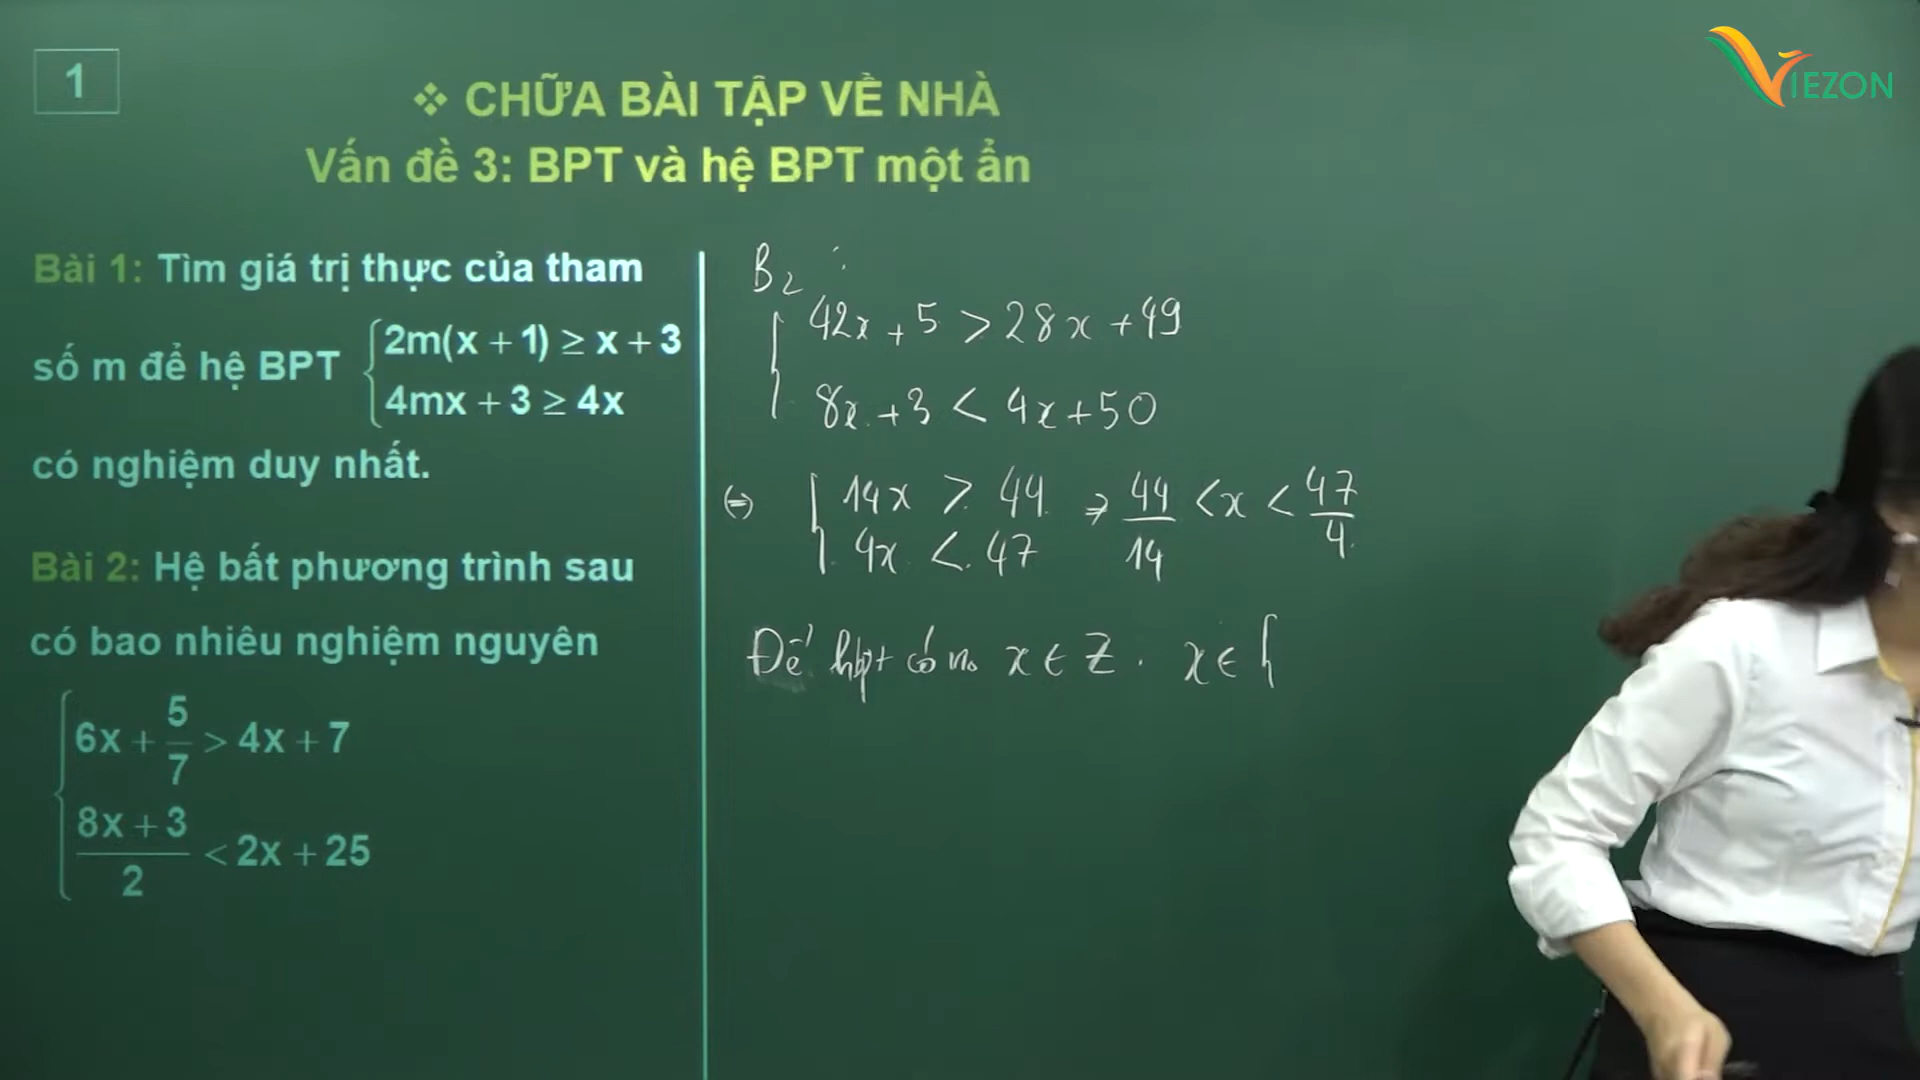 1
VIEZON
❖ CHỮA BÀI TẬP VỀ NHÀ
Vấn đề 3: BPT và hệ BPT một ẩn
Bài 1: Tìm giá trị thực của tham
số m để hệ BPT { 2m(x + 1) ≥ x + 3
4mx + 3 ≥ 4x
có nghiệm duy nhất.
Bài 2: Hệ bất phương trình sau
có bao nhiêu nghiệm nguyên
{ 6x + 5/7 > 4x + 7
(8x + 3)/2 < 2x + 25
B2 :
{ 42x + 5 > 28x + 49
8x + 3 < 4x + 50
⇔ { 14x > 44 ⇒ 44/14 < x < 47/4
4x < 47
Để hbpt có no x ∈ Z . x ∈ {